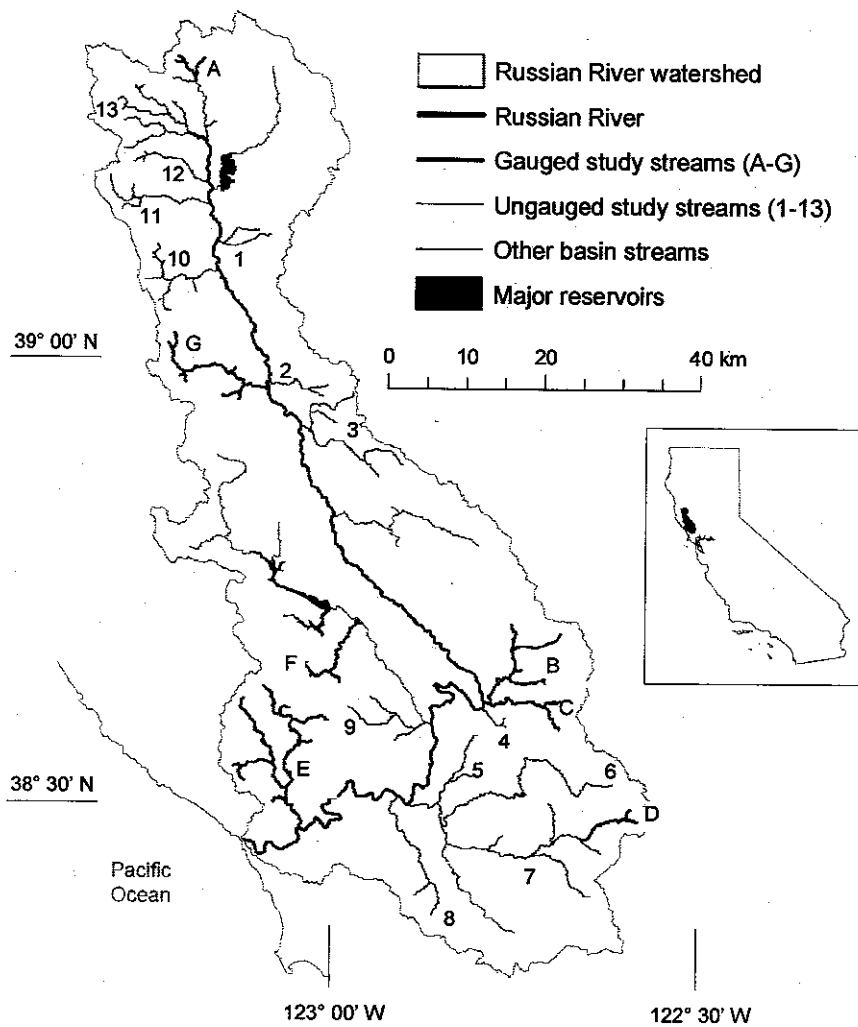 A
Russian River watershed
Russian River
13
Gauged study streams (A-G)
12
Ungauged study streams (1-13)
11
Other basin streams
10
1
Major reservoirs
39° 00' N
G
2
0 10 20 40 km
3
F
B
C
9
4
E
5
6
38° 30' N
D
Pacific
Ocean
7
8
123° 00' W
122° 30' W